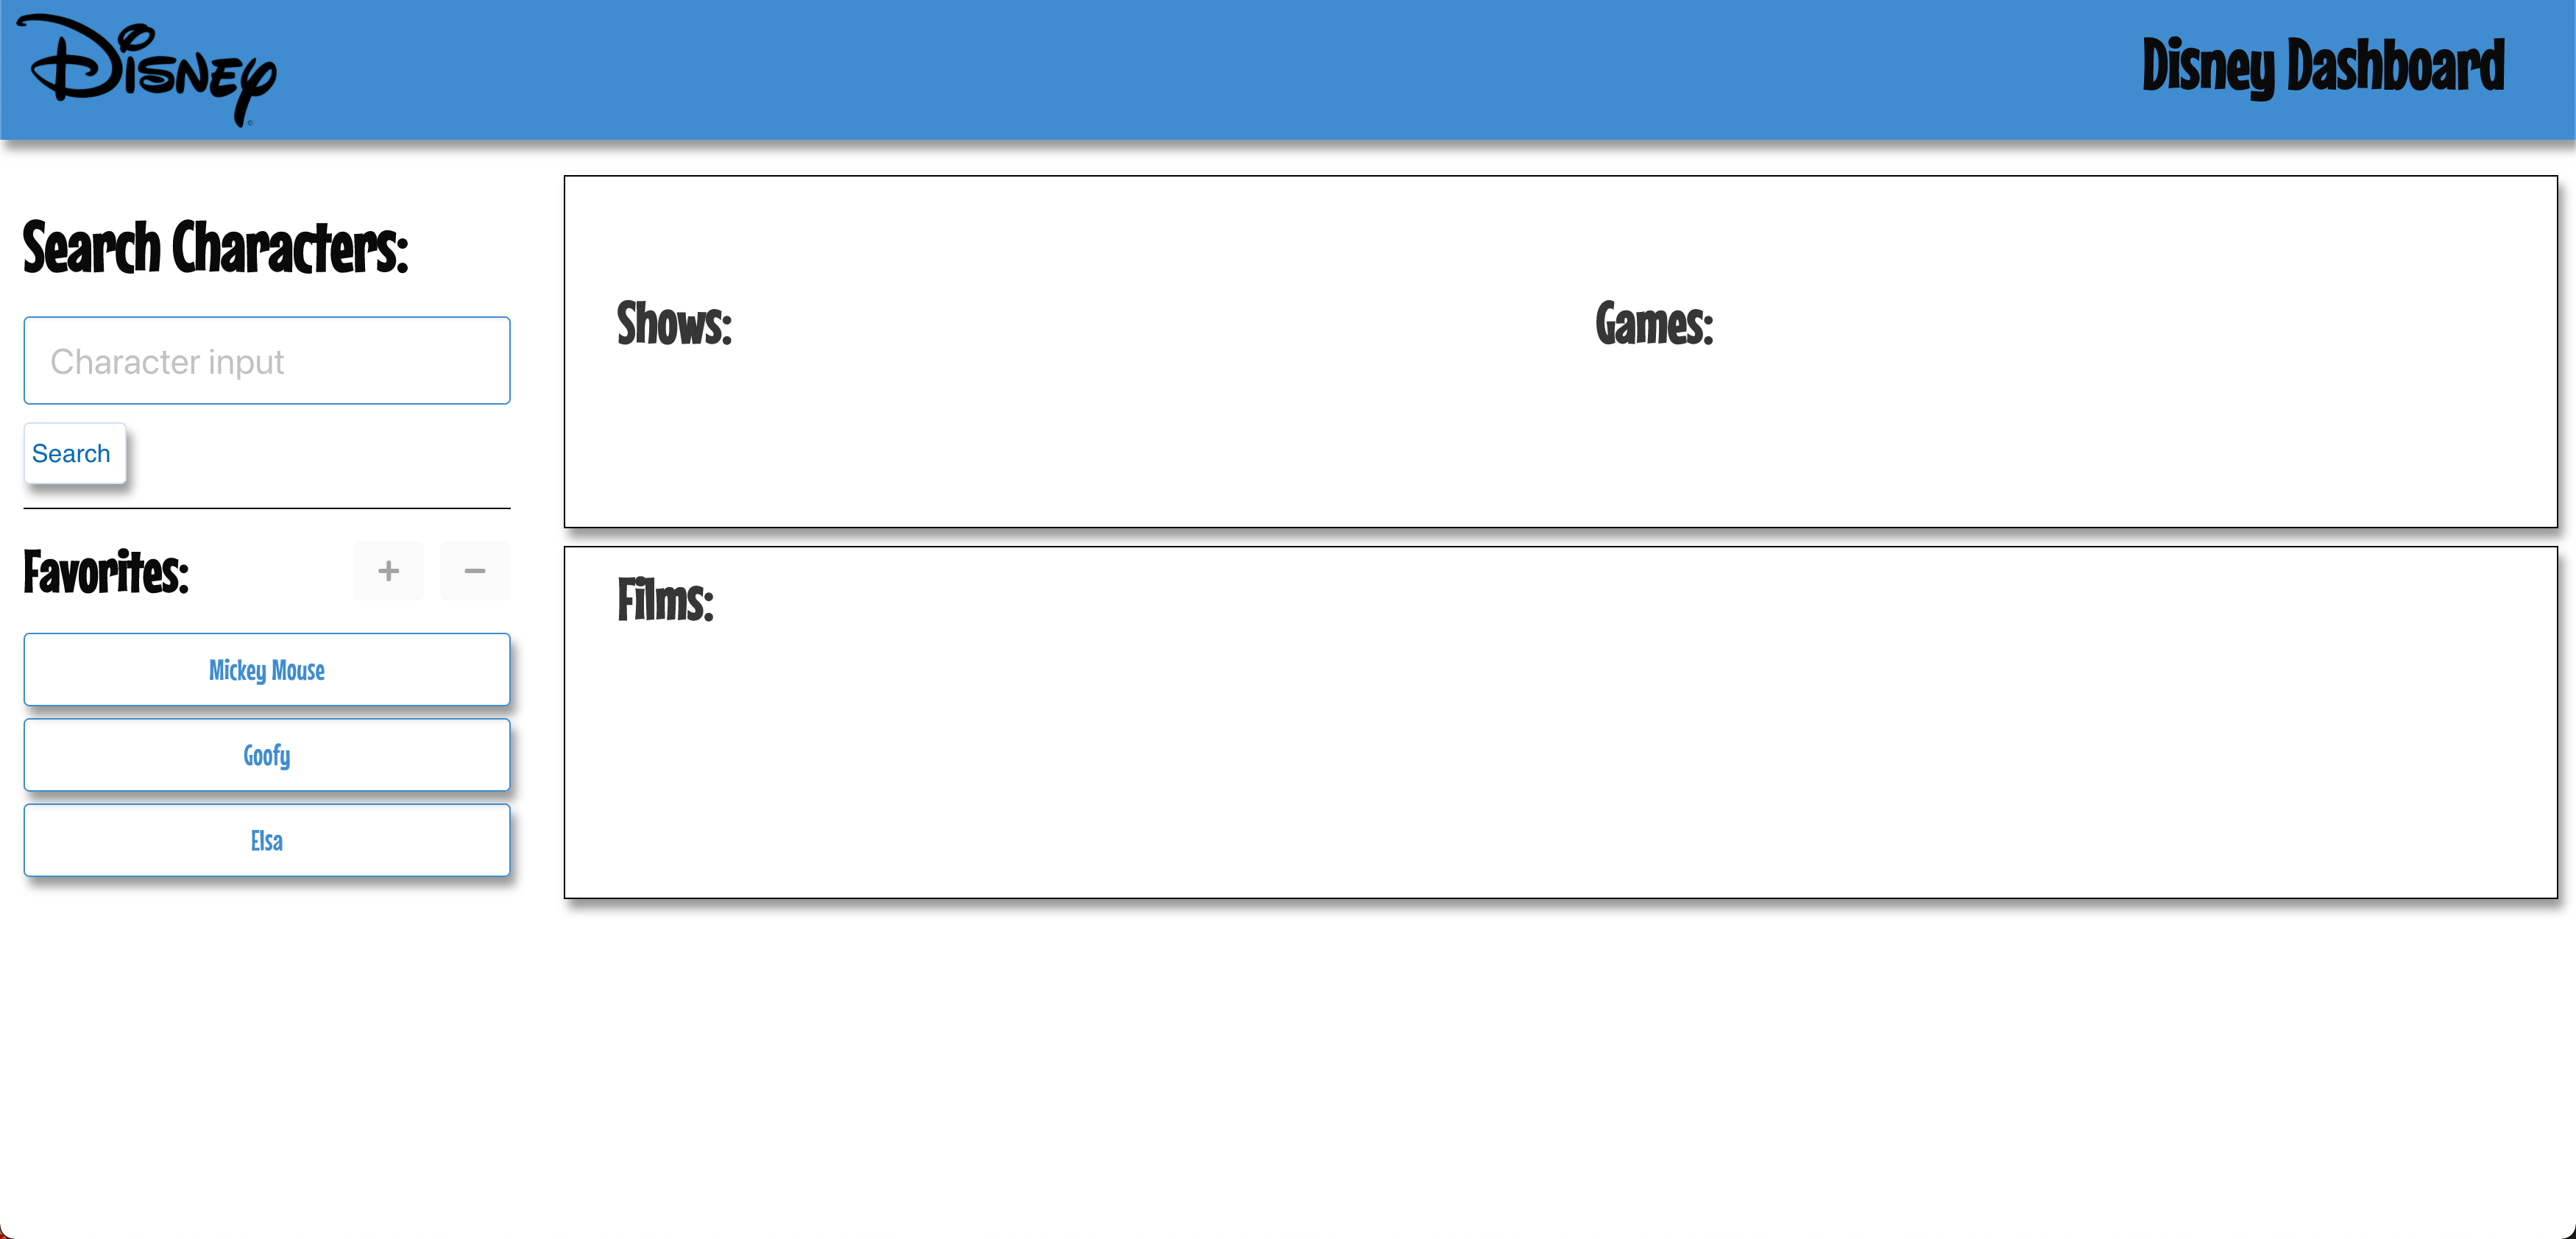 Disney
Disney Dashboard
Search Characters:
Character input
Search
Favorites:
+ −
Mickey Mouse
Goofy
Elsa
Shows:
Games:
Films: